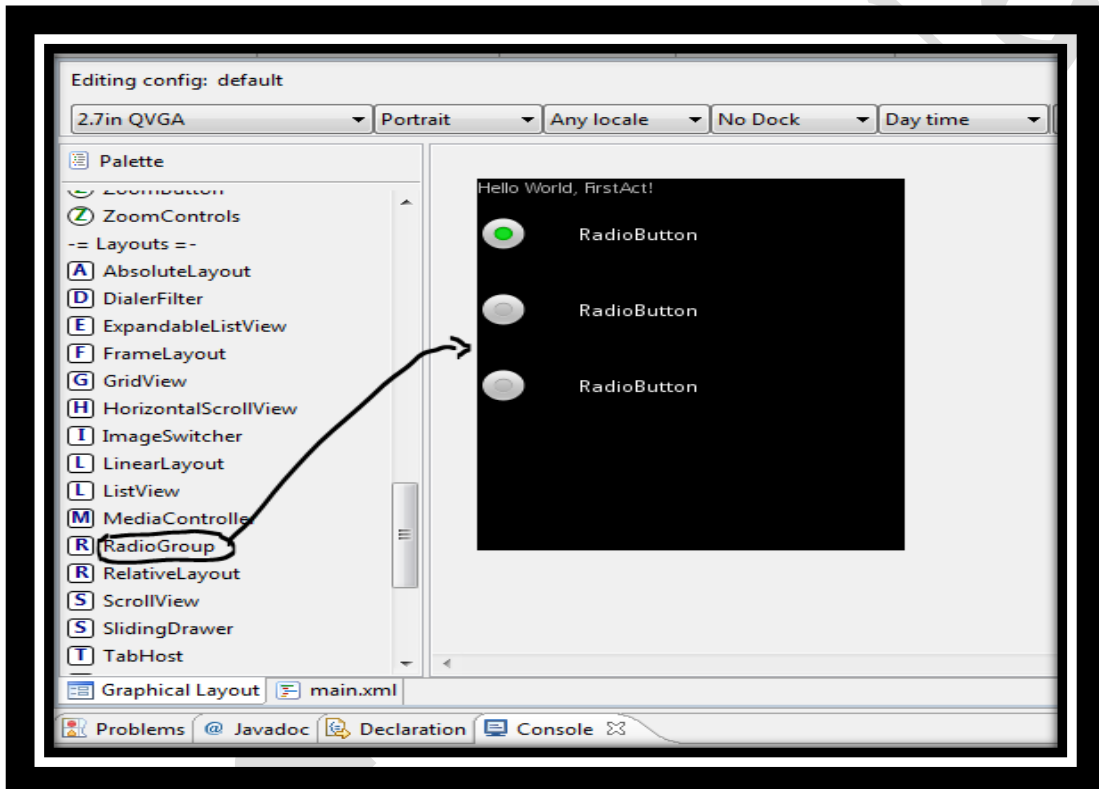 Editing config: default
2.7in QVGA Portrait Any locale No Dock Day time
Palette
ZoomButton
ZoomControls
-= Layouts =-
AbsoluteLayout
DialerFilter
ExpandableListView
FrameLayout
GridView
HorizontalScrollView
ImageSwitcher
LinearLayout
ListView
MediaController
RadioGroup
RelativeLayout
ScrollView
SlidingDrawer
TabHost
Hello World, FirstAct!
RadioButton
RadioButton
RadioButton
Graphical Layout main.xml
Problems @ Javadoc Declaration Console